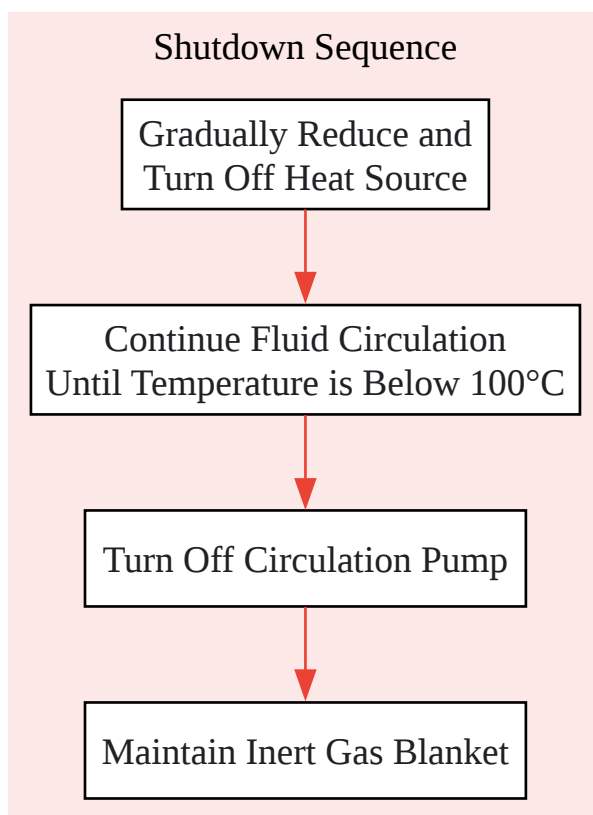 Shutdown Sequence
Gradually Reduce and
Turn Off Heat Source
Continue Fluid Circulation
Until Temperature is Below 100°C
Turn Off Circulation Pump
Maintain Inert Gas Blanket